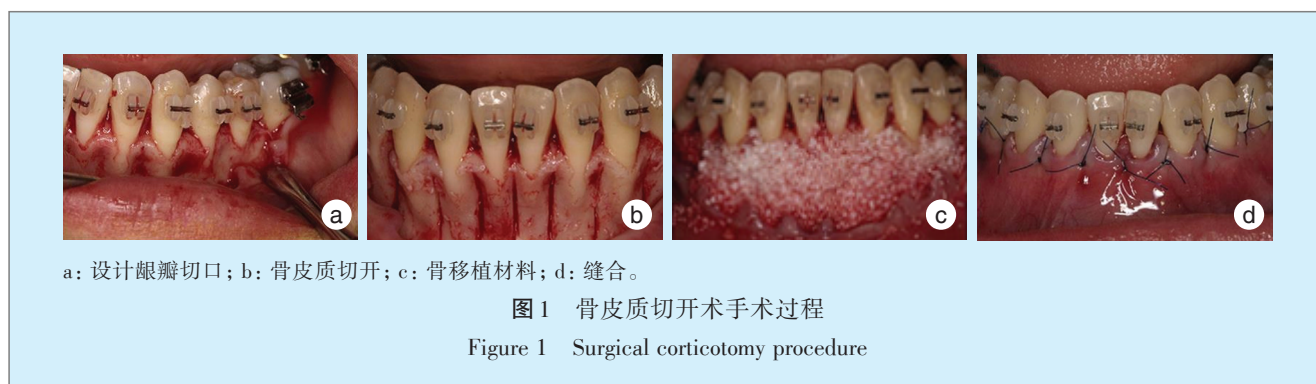 a
b
c
d
a: 设计龈瓣切口; b: 骨皮质切开; c: 骨移植材料; d: 缝合。
图1 骨皮质切开术手术过程
Figure 1 Surgical corticotomy procedure